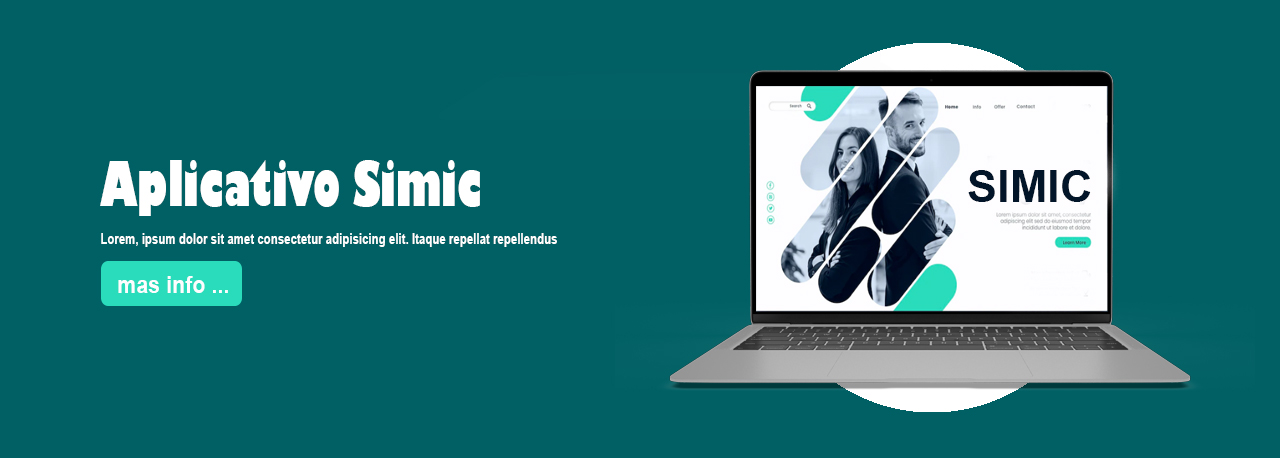 Aplicativo Simic
Lorem, ipsum dolor sit amet consectetur adipisicing elit. Itaque repellat repellendus
mas info ...
Search
Home Info Offer Contact
SIMIC
Lorem ipsum dolor sit amet, consectetur
adipiscing elit sed do eiusmod tempor
incididunt ut labore et dolore.
Learn More